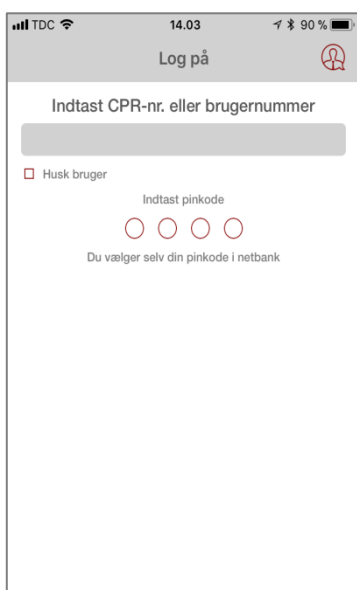 TDC 14.03 90 %
Log på
Indtast CPR-nr. eller brugernummer
Husk bruger
Indtast pinkode
Du vælger selv din pinkode i netbank